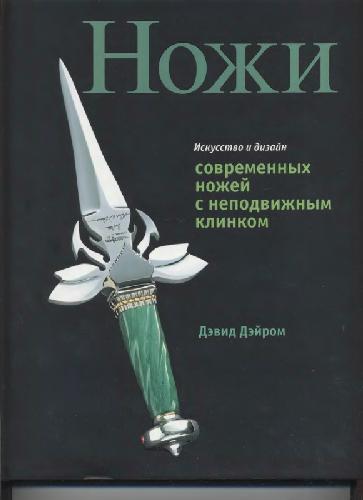 Ножи
Искусство и дизайн
современных
ножей
с неподвижным
клинком
Дэвид Дэйром